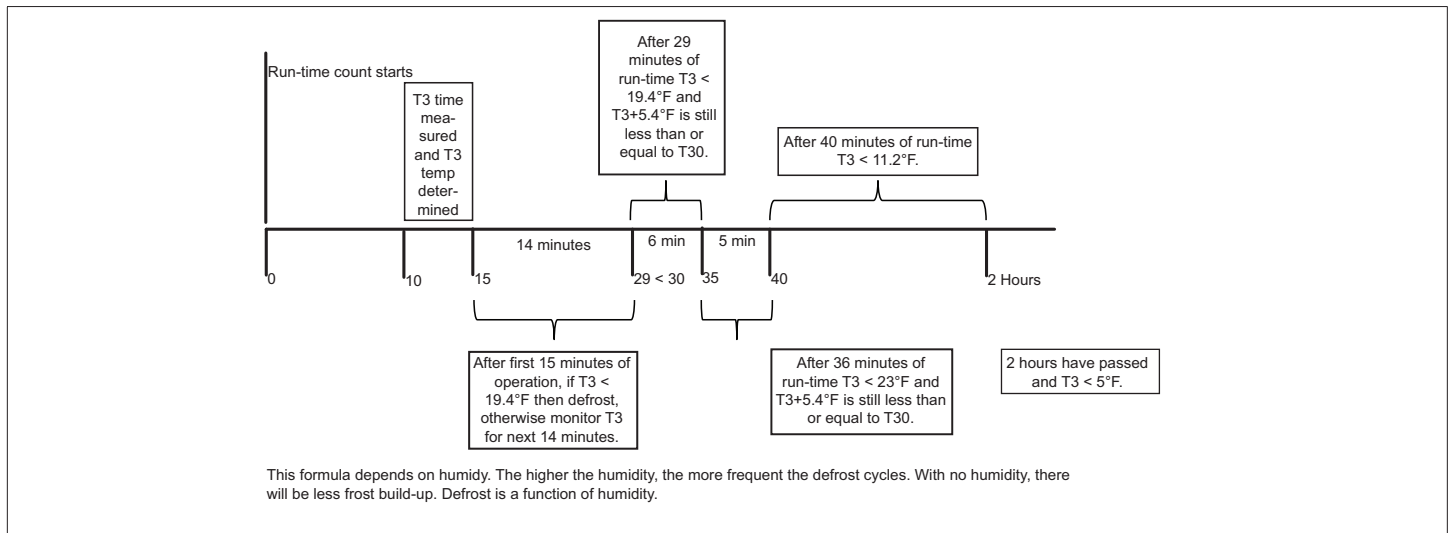 Run-time count starts
T3 time
mea-
sured
and T3
temp
deter-
mined
After 29
minutes of
run-time T3 <
19.4°F and
T3+5.4°F is still
less than or
equal to T30.
After 40 minutes of run-time
T3 < 11.2°F.
14 minutes
6 min
5 min
0
10
15
29 < 30
35
40
2 Hours
After first 15 minutes of
operation, if T3 <
19.4°F then defrost,
otherwise monitor T3
for next 14 minutes.
After 36 minutes of
run-time T3 < 23°F and
T3+5.4°F is still less than
or equal to T30.
2 hours have passed
and T3 < 5°F.
This formula depends on humidy. The higher the humidity, the more frequent the defrost cycles. With no humidity, there
will be less frost build-up. Defrost is a function of humidity.